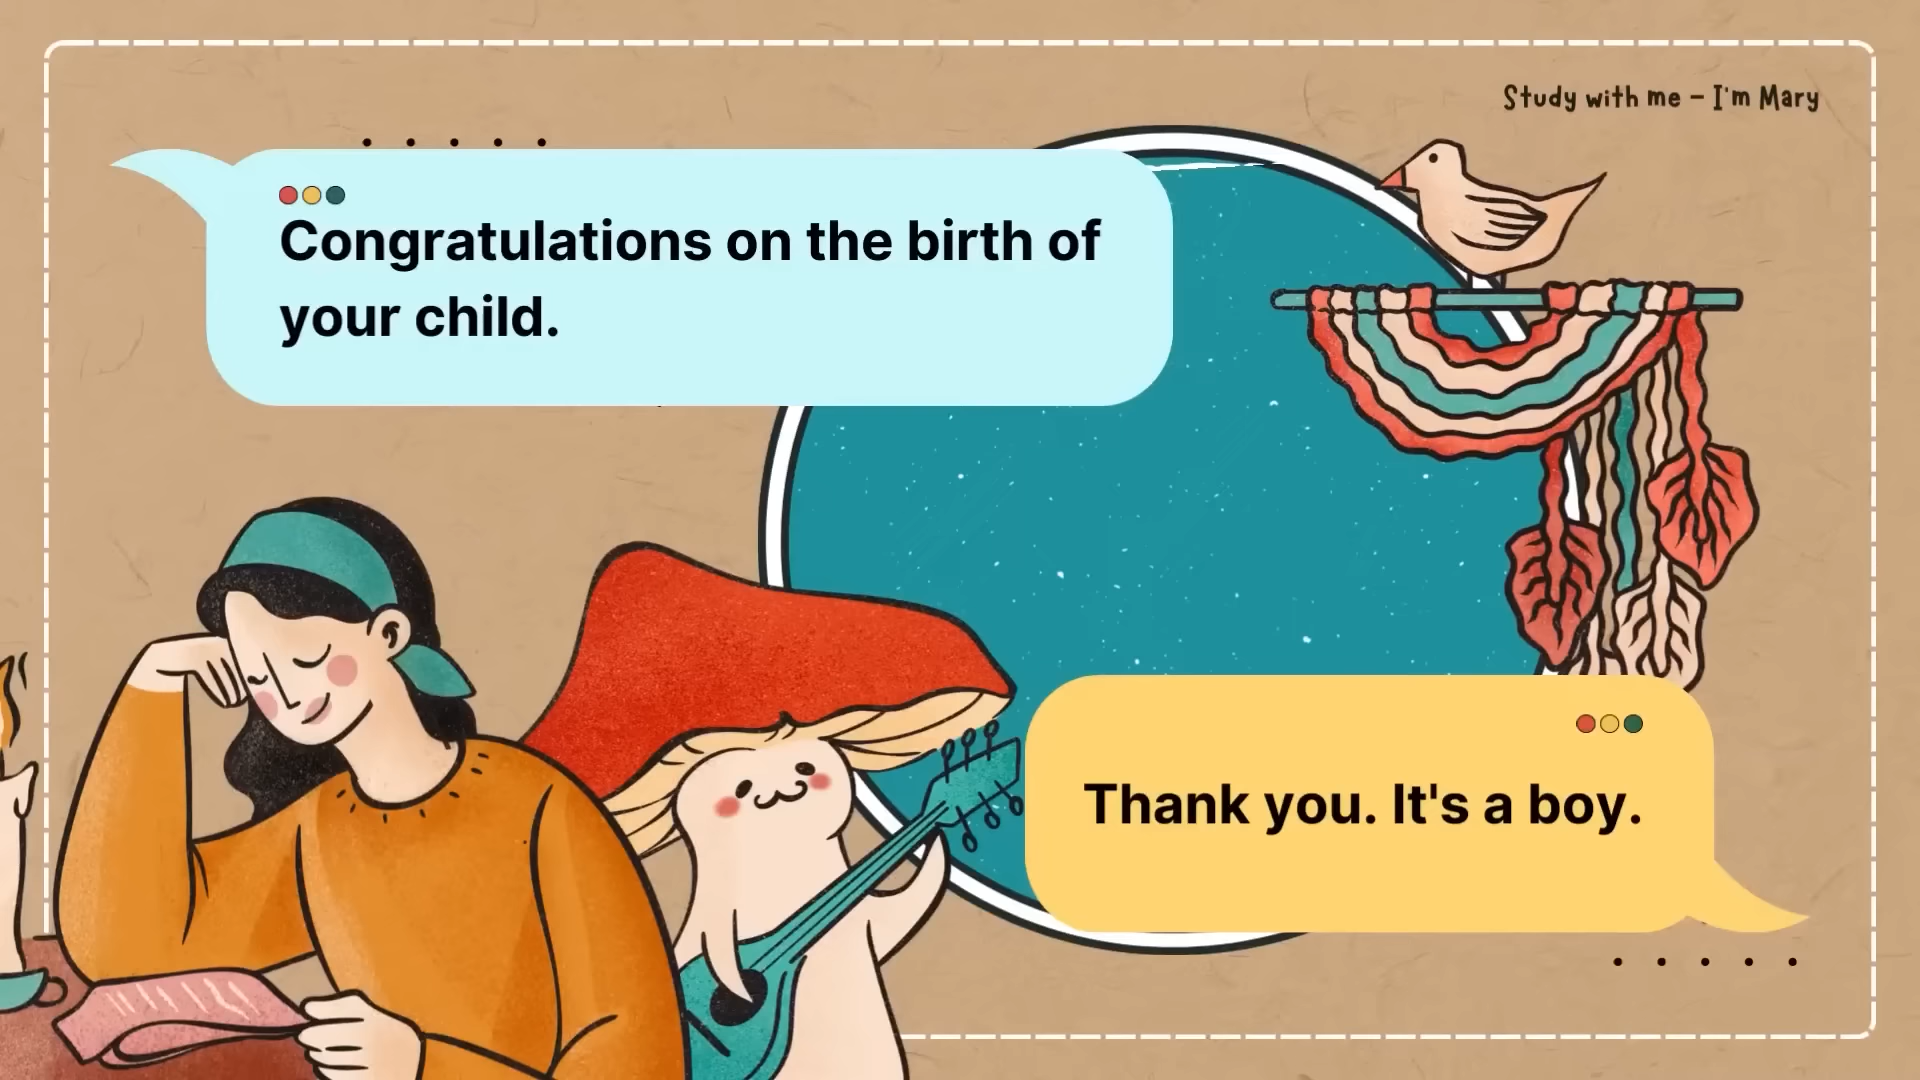 Study with me - I'm Mary
Congratulations on the birth of
your child.
Thank you. It's a boy.